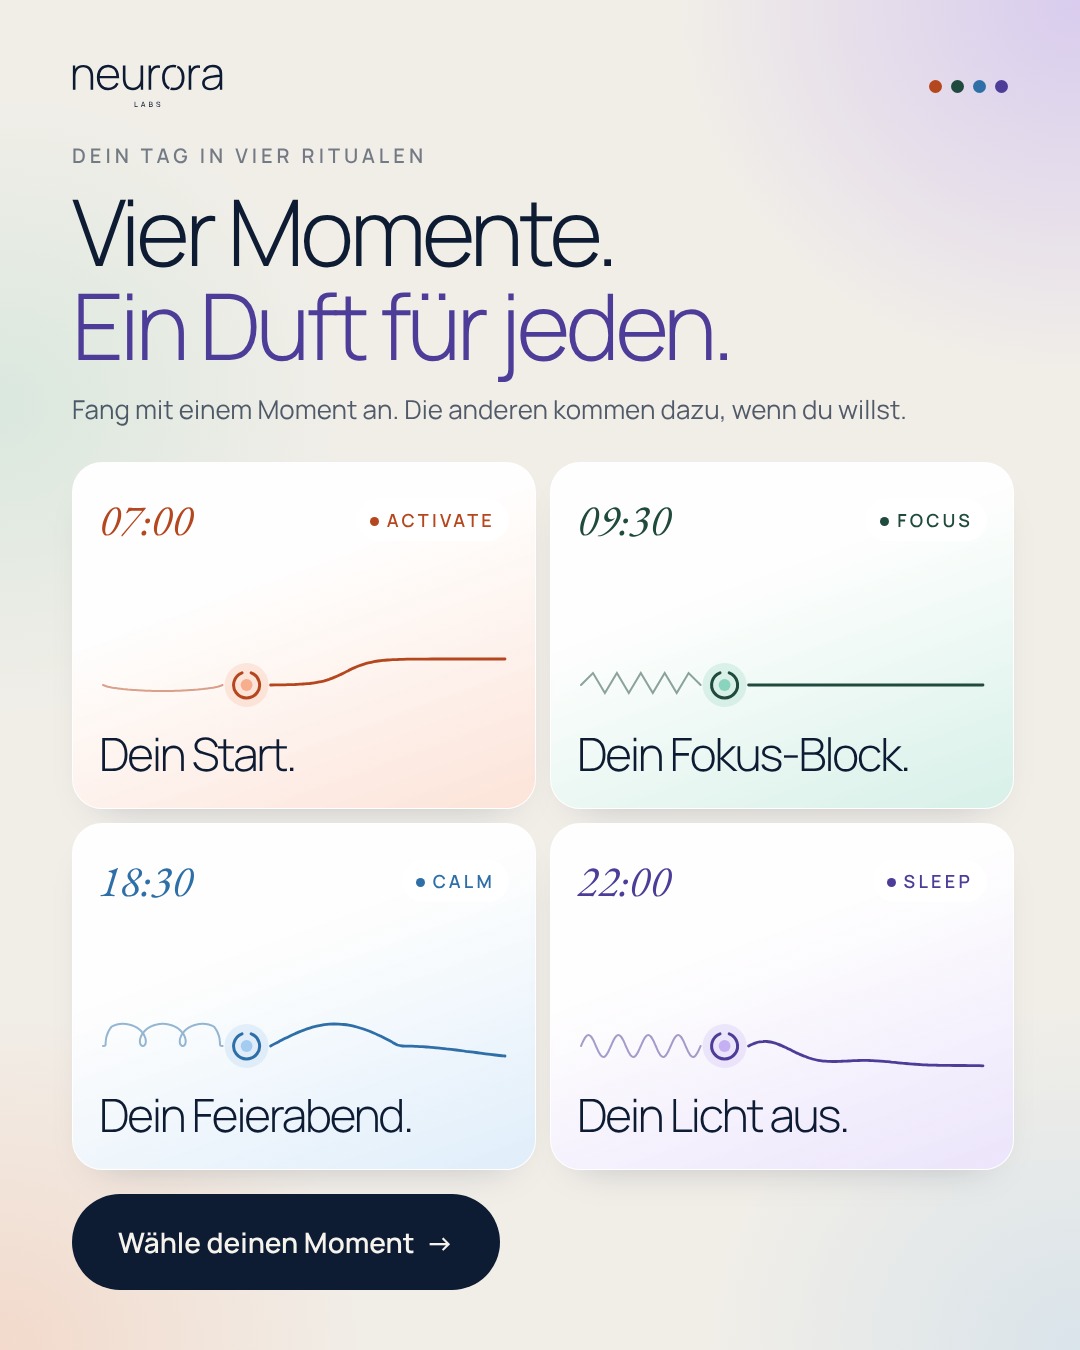 neurora
LABS
DEIN TAG IN VIER RITUALEN
Vier Momente.
Ein Duft für jeden.
Fang mit einem Moment an. Die anderen kommen dazu, wenn du willst.
07:00
ACTIVATE
Dein Start.
09:30
FOCUS
Dein Fokus-Block.
18:30
CALM
Dein Feierabend.
22:00
SLEEP
Dein Licht aus.
Wähle deinen Moment →